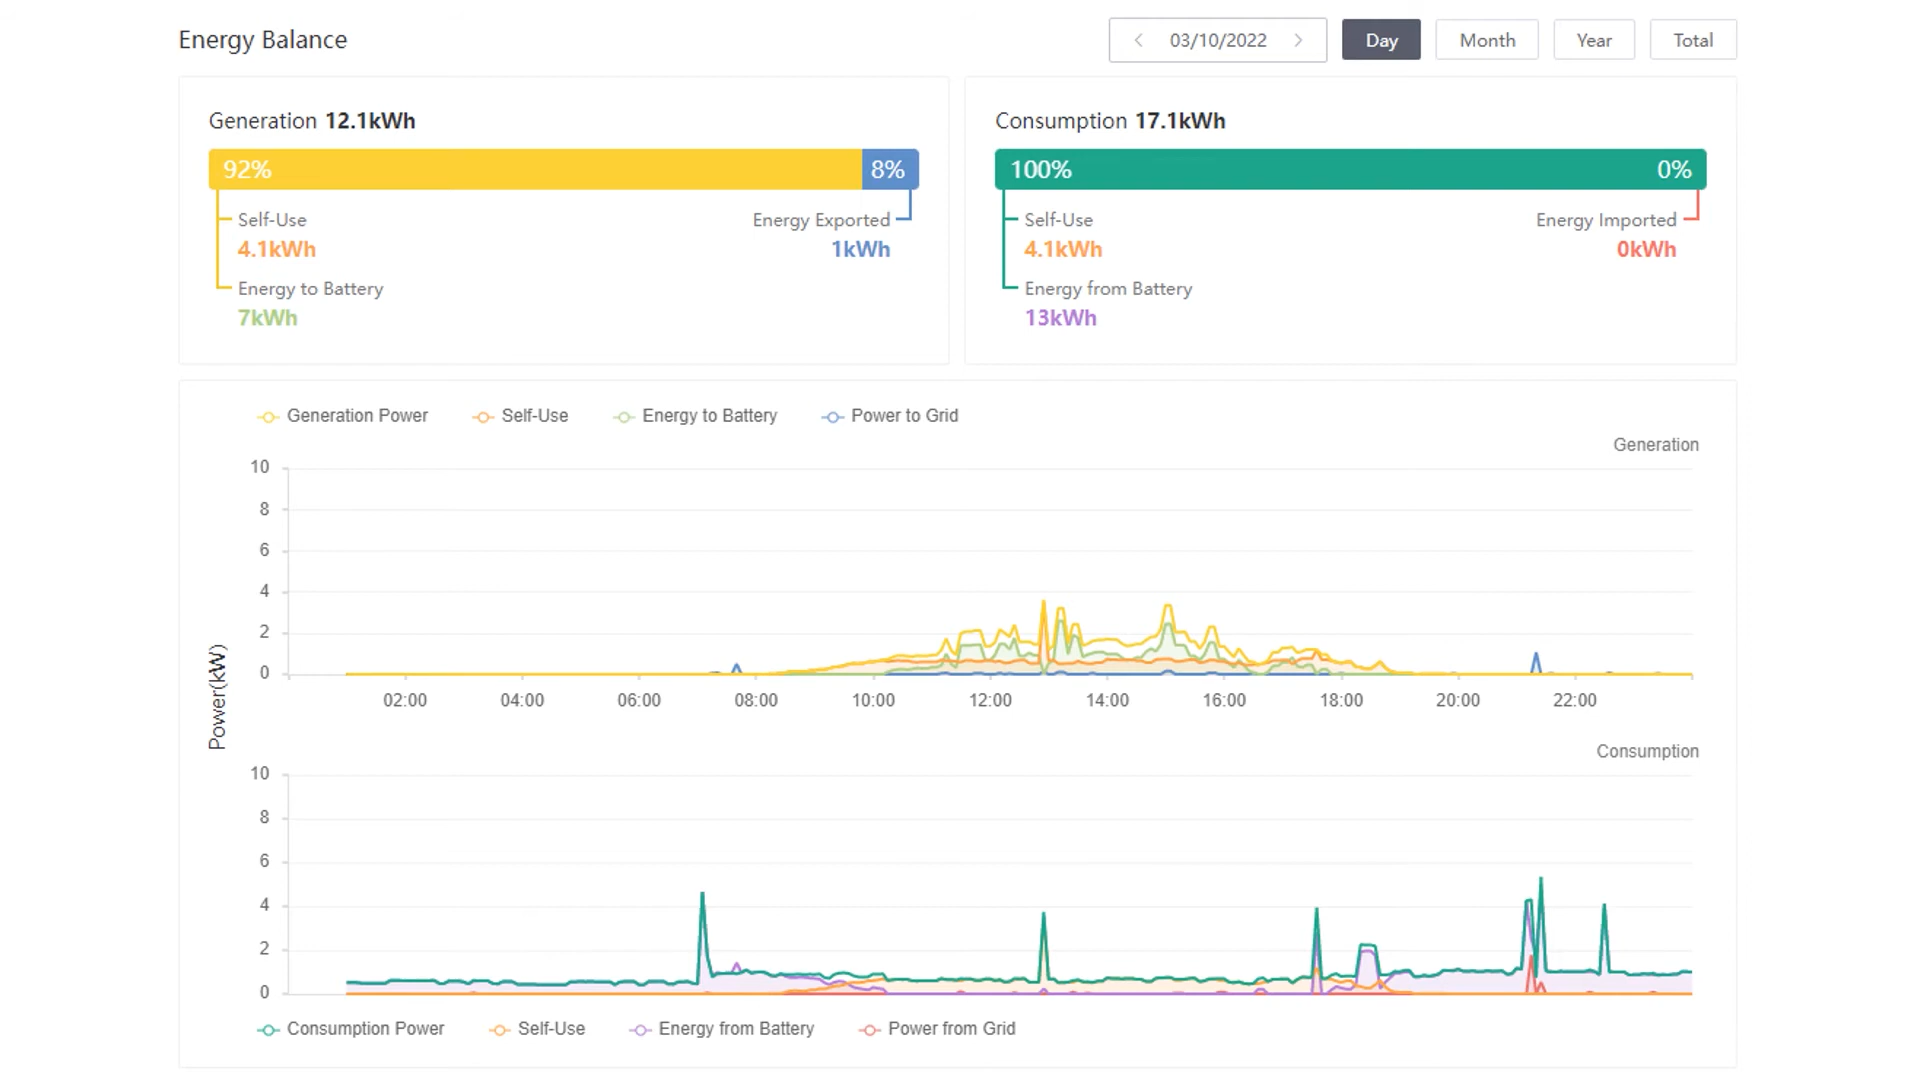 Energy Balance
03/10/2022
Day
Month
Year
Total
Generation 12.1kWh
92%
8%
Self-Use
4.1kWh
Energy Exported
1kWh
Energy to Battery
7kWh
Consumption 17.1kWh
100%
0%
Self-Use
4.1kWh
Energy Imported
0kWh
Energy from Battery
13kWh
Generation Power
Self-Use
Energy to Battery
Power to Grid
Generation
10
8
6
4
2
0
02:00
04:00
06:00
08:00
10:00
12:00
14:00
16:00
18:00
20:00
22:00
Power(kW)
Consumption
10
8
6
4
2
0
Consumption Power
Self-Use
Energy from Battery
Power from Grid